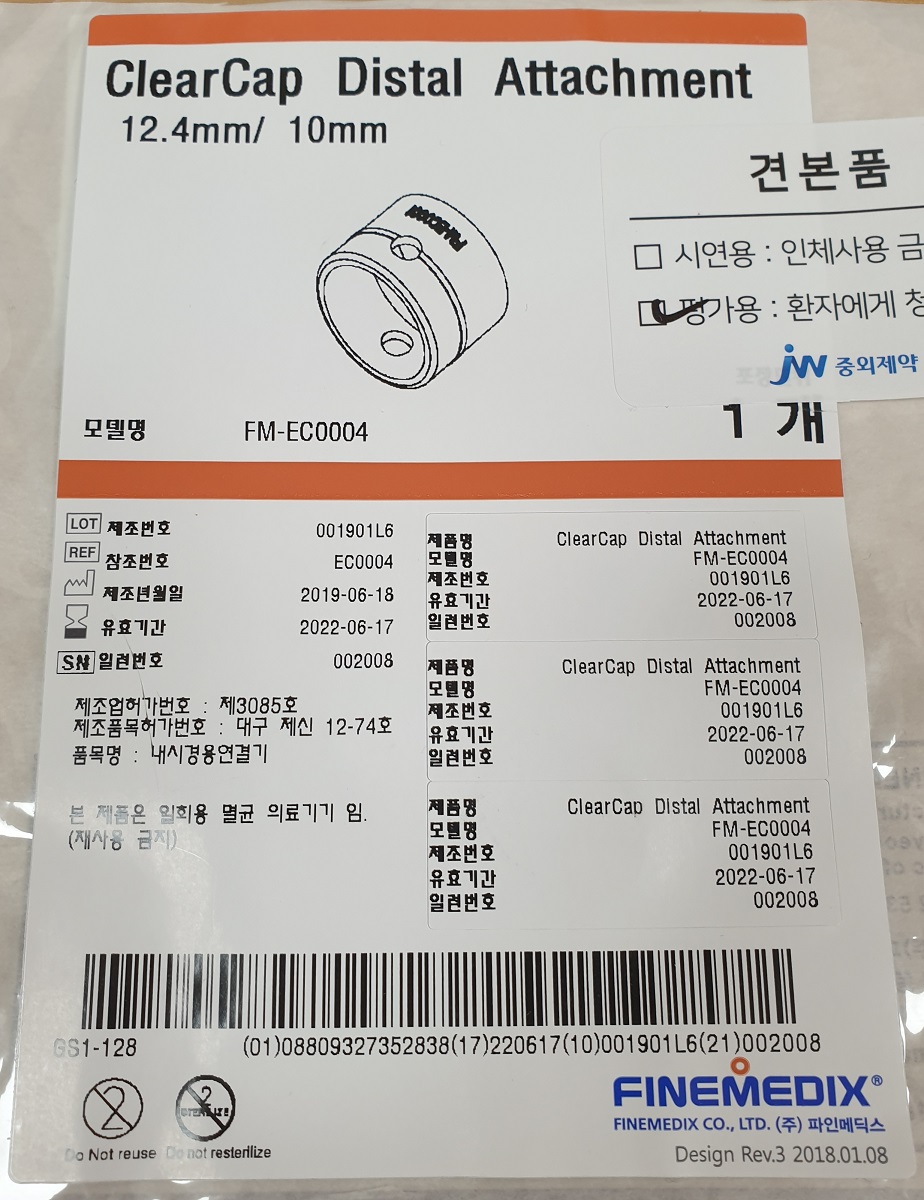 ClearCap Distal Attachment
12.4mm/ 10mm
FM-EC0004
견본품
시연용 : 인체사용 금
평가용 : 환자에게 청
JW 중외제약
1 개
모델명 FM-EC0004
LOT 제조번호 001901L6
REF 참조번호 EC0004
제조년월일 2019-06-18
유효기간 2022-06-17
SN 일련번호 002008
제조업허가번호 : 제3085호
제조품목허가번호 : 대구 제신 12-74호
품목명 : 내시경용연결기
본 제품은 일회용 멸균 의료기기 임.
(재사용 금지)
제품명 ClearCap Distal Attachment
모델명 FM-EC0004
제조번호 001901L6
유효기간 2022-06-17
일련번호 002008
제품명 ClearCap Distal Attachment
모델명 FM-EC0004
제조번호 001901L6
유효기간 2022-06-17
일련번호 002008
제품명 ClearCap Distal Attachment
모델명 FM-EC0004
제조번호 001901L6
유효기간 2022-06-17
일련번호 002008
GS1-128 (01)08809327352838(17)220617(10)001901L6(21)002008
2
2
STERILIZE
Do Not reuse Do not resterilize
FINEMEDIX®
FINEMEDIX CO., LTD. (주) 파인메딕스
Design Rev.3 2018.01.08